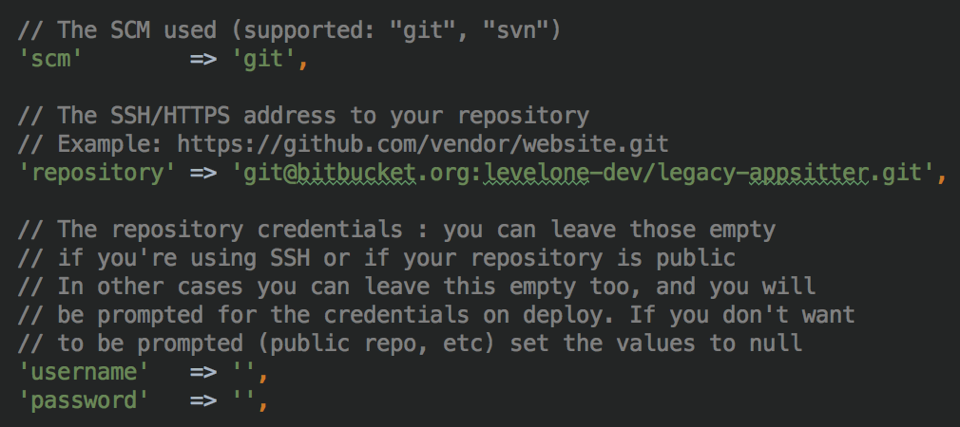 // The SCM used (supported: "git", "svn")
'scm'        => 'git',
// The SSH/HTTPS address to your repository
// Example: https://github.com/vendor/website.git
'repository' => 'git@bitbucket.org:levelone-dev/legacy-appsitter.git',
// The repository credentials : you can leave those empty
// if you're using SSH or if your repository is public
// In other cases you can leave this empty too, and you will
// be prompted for the credentials on deploy. If you don't want
// to be prompted (public repo, etc) set the values to null
'username'   => '',
'password'   => '',